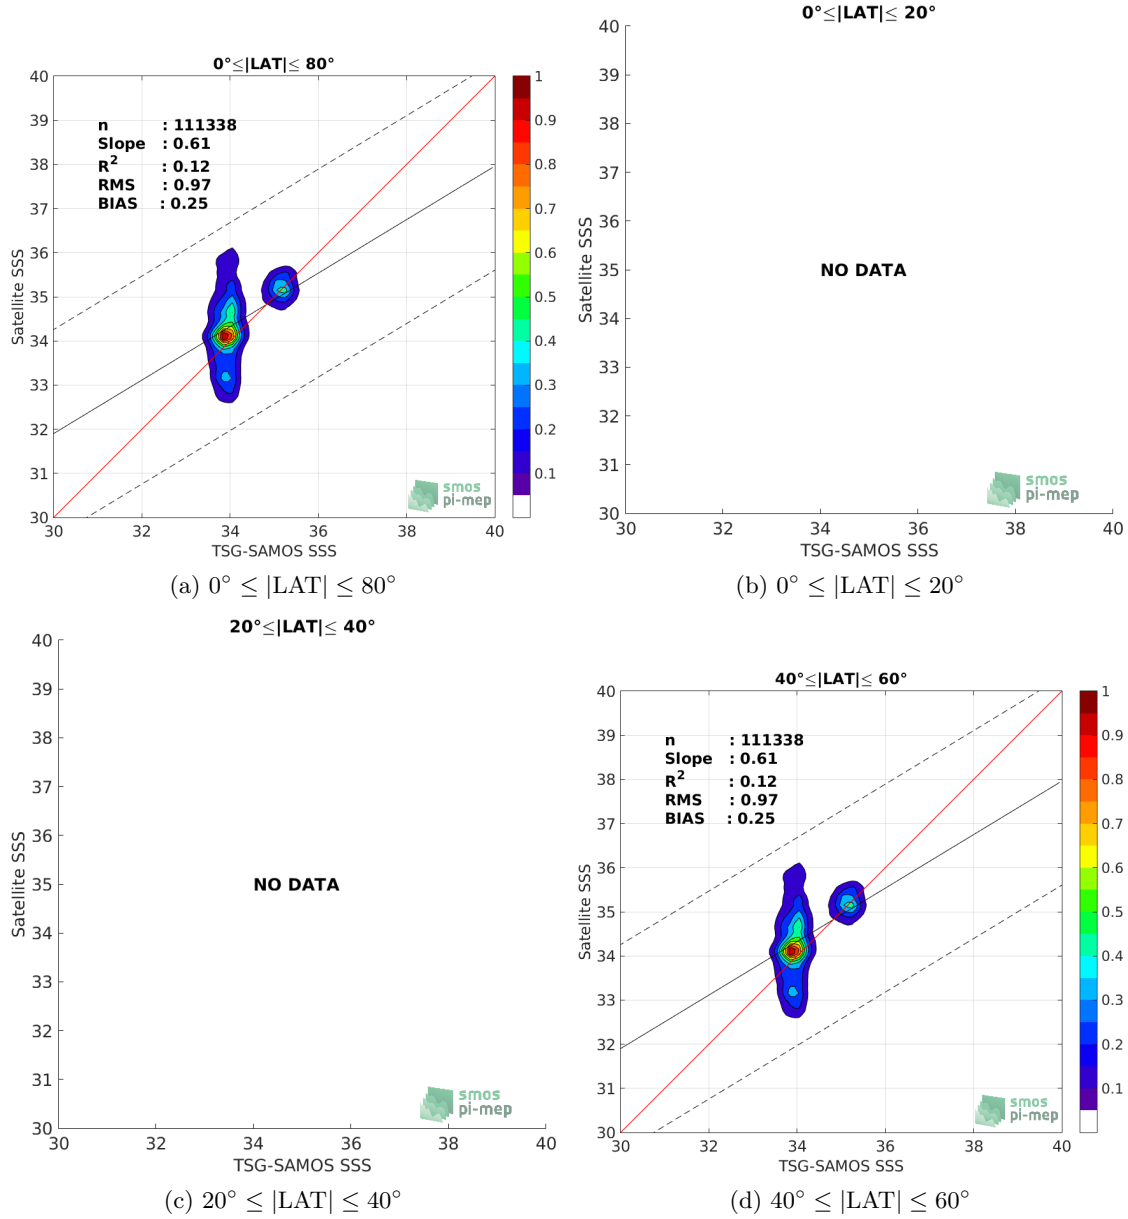 0°≤|LAT|≤ 80°
40
39
38
37
36
35
34
33
32
31
30
Satellite SSS
n : 111338
Slope : 0.61
R² : 0.12
RMS : 0.97
BIAS : 0.25
1
0.9
0.8
0.7
0.6
0.5
0.4
0.3
0.2
0.1
smos
pi-mep
30 32 34 36 38 40
TSG-SAMOS SSS
(a) 0° ≤ |LAT| ≤ 80°
0°≤|LAT|≤ 20°
40
39
38
37
36
35
34
33
32
31
30
Satellite SSS
NO DATA
smos
pi-mep
30 32 34 36 38 40
TSG-SAMOS SSS
(b) 0° ≤ |LAT| ≤ 20°
20°≤|LAT|≤ 40°
40
39
38
37
36
35
34
33
32
31
30
Satellite SSS
NO DATA
smos
pi-mep
30 32 34 36 38 40
TSG-SAMOS SSS
(c) 20° ≤ |LAT| ≤ 40°
40°≤|LAT|≤ 60°
40
39
38
37
36
35
34
33
32
31
30
Satellite SSS
n : 111338
Slope : 0.61
R² : 0.12
RMS : 0.97
BIAS : 0.25
1
0.9
0.8
0.7
0.6
0.5
0.4
0.3
0.2
0.1
smos
pi-mep
30 32 34 36 38 40
TSG-SAMOS SSS
(d) 40° ≤ |LAT| ≤ 60°